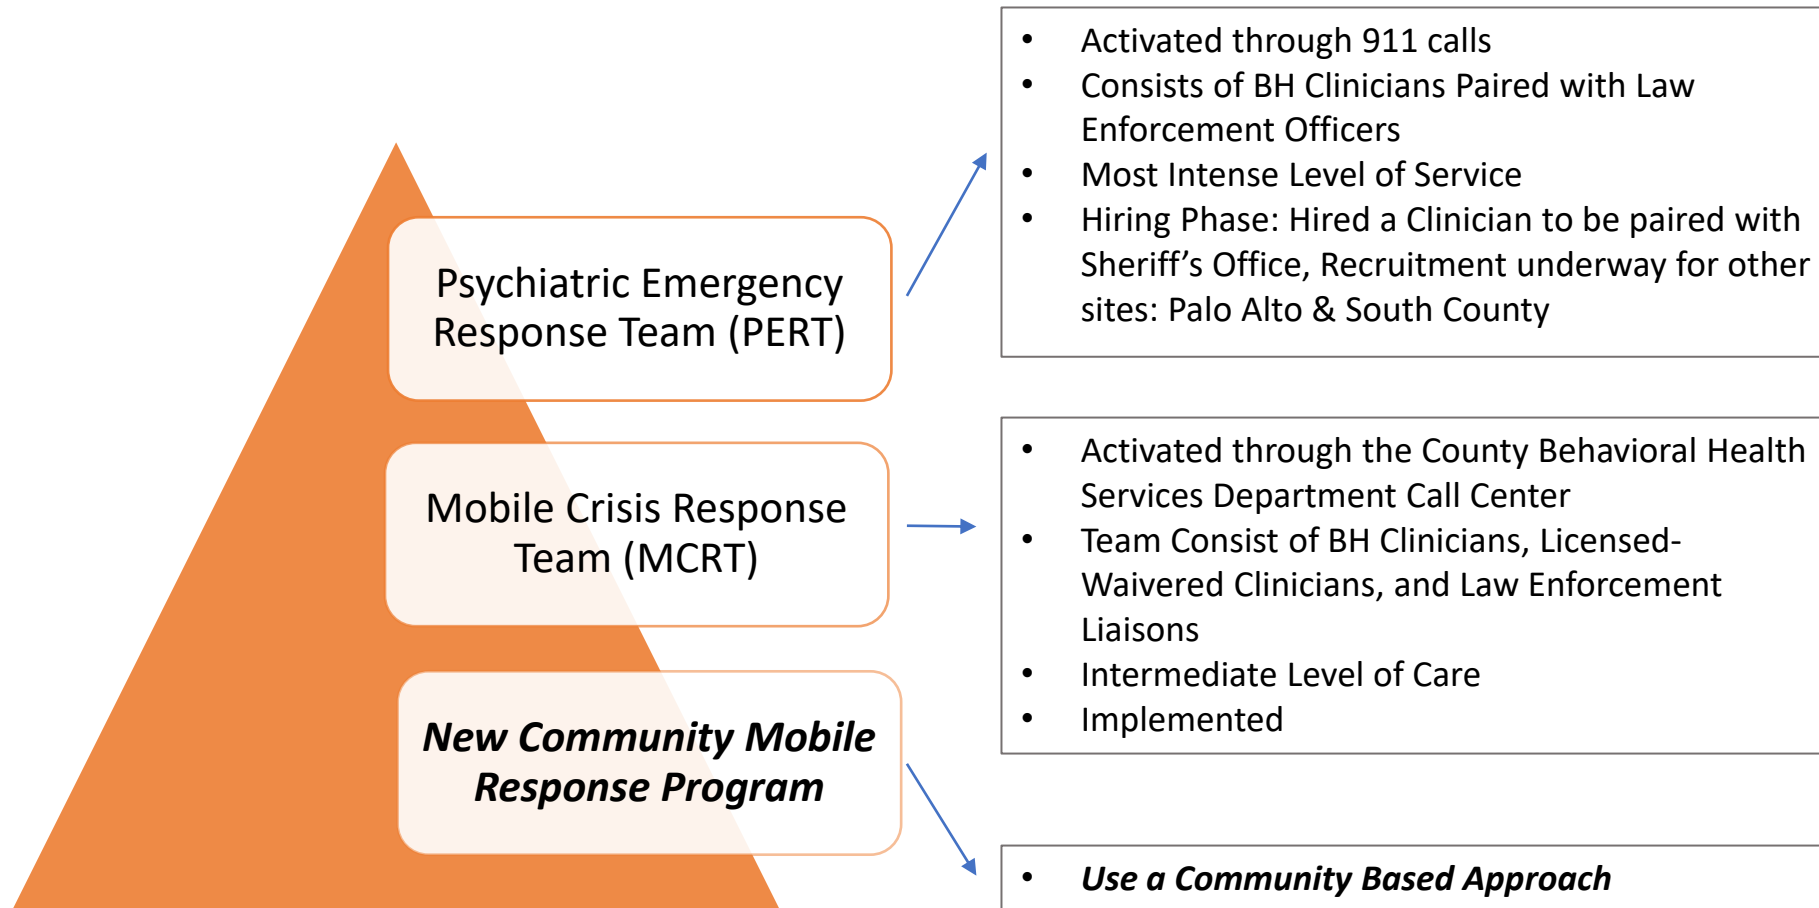 Psychiatric Emergency
Response Team (PERT)
• Activated through 911 calls
• Consists of BH Clinicians Paired with Law
Enforcement Officers
• Most Intense Level of Service
• Hiring Phase: Hired a Clinician to be paired with
Sheriff’s Office, Recruitment underway for other
sites: Palo Alto & South County
Mobile Crisis Response
Team (MCRT)
• Activated through the County Behavioral Health
Services Department Call Center
• Team Consist of BH Clinicians, Licensed-
Waivered Clinicians, and Law Enforcement
Liaisons
• Intermediate Level of Care
• Implemented
New Community Mobile
Response Program
• Use a Community Based Approach